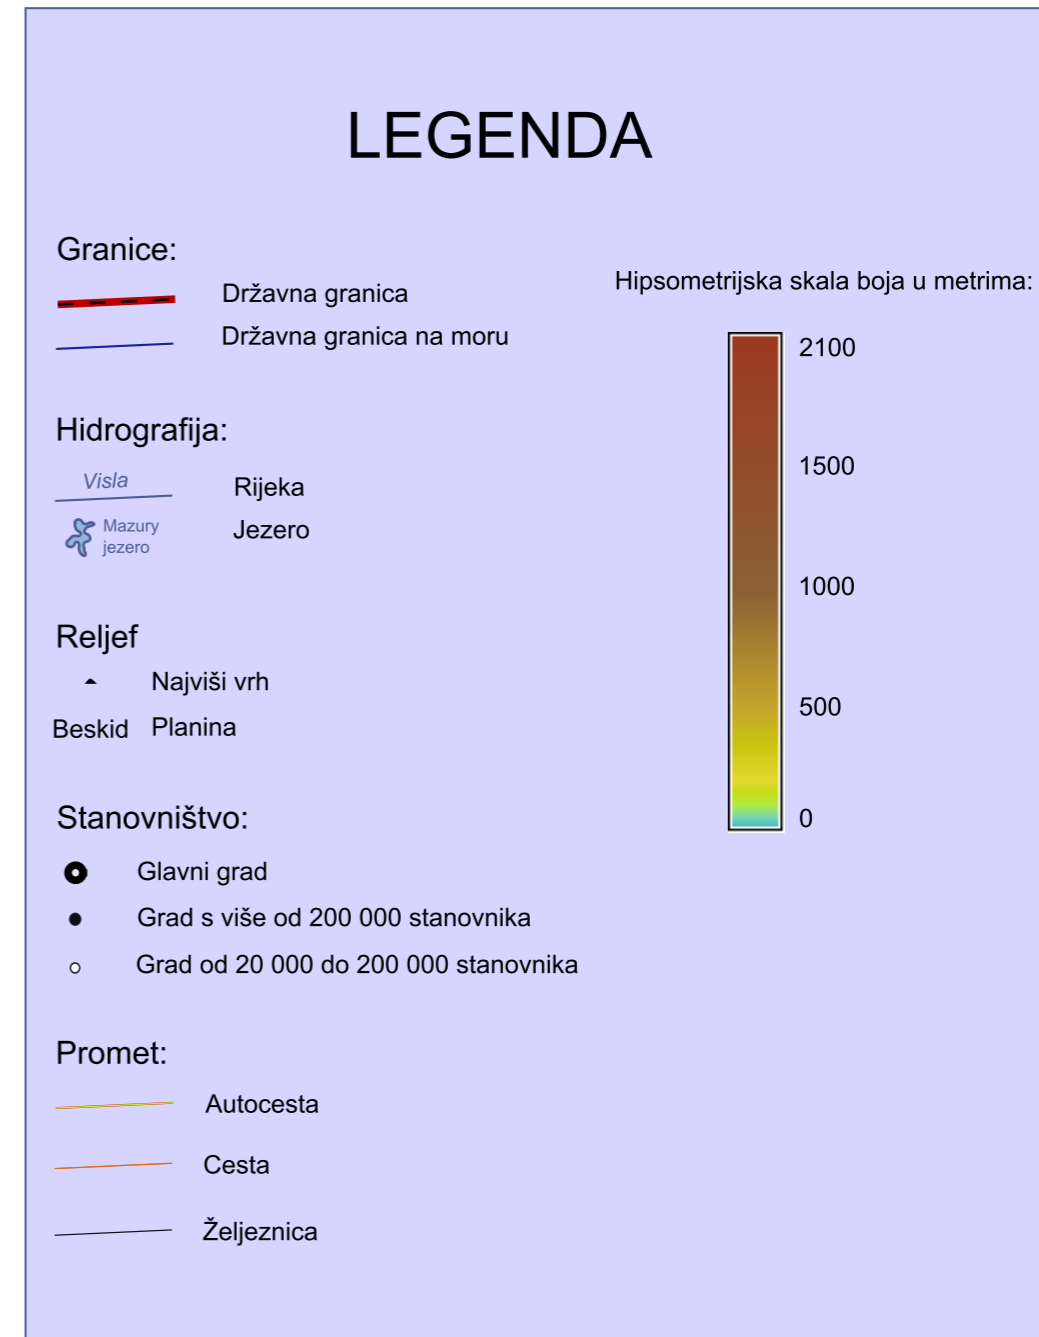 LEGENDA
Granice:
Državna granica
Državna granica na moru
Hidrografija:
Visla
Rijeka
Mazury
jezero
Jezero
Reljef
Najviši vrh
Beskid Planina
Stanovništvo:
Glavni grad
Grad s više od 200 000 stanovnika
Grad od 20 000 do 200 000 stanovnika
Promet:
Autocesta
Cesta
Željeznica
Hipsometrijska skala boja u metrima:
2100
1500
1000
500
0